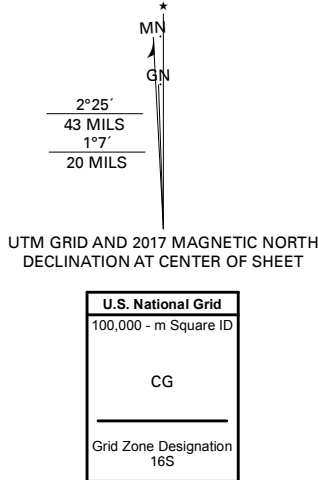 ★
MN
GN
2°25´
43 MILS
1°7´
20 MILS
UTM GRID AND 2017 MAGNETIC NORTH
DECLINATION AT CENTER OF SHEET
U.S. National Grid
100,000 - m Square ID
CG
Grid Zone Designation
16S